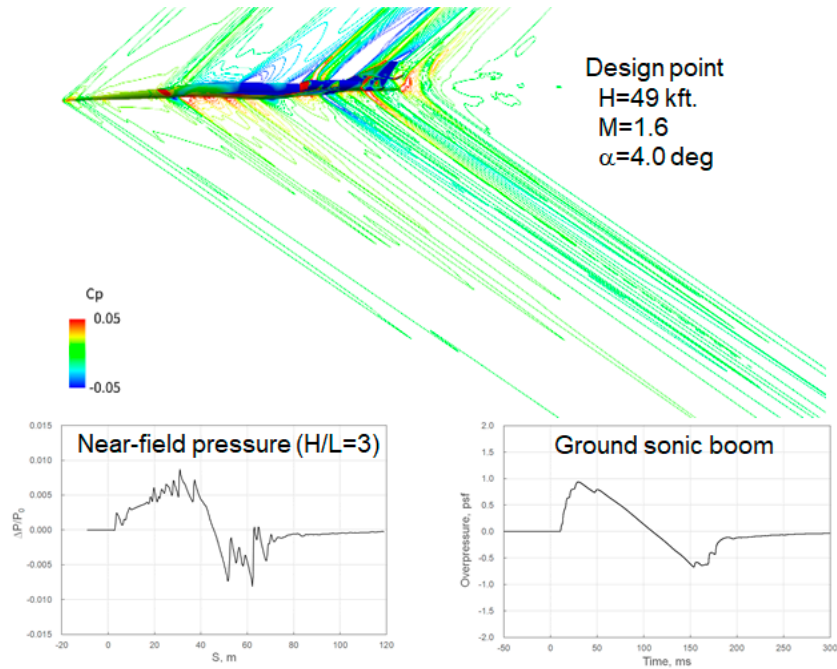 Design point
H=49 kft.
M=1.6
α=4.0 deg
Cp
0.05
-0.05
Near-field pressure (H/L=3)
0.015
0.010
0.005
0.000
-0.005
-0.010
-0.015
ΔP/P0
-20 0 20 40 60 80 100 120
S, m
Ground sonic boom
2.0
1.5
1.0
0.5
0.0
-0.5
-1.0
-1.5
-2.0
Overpressure, psf
-50 0 50 100 150 200 250 300
Time, ms